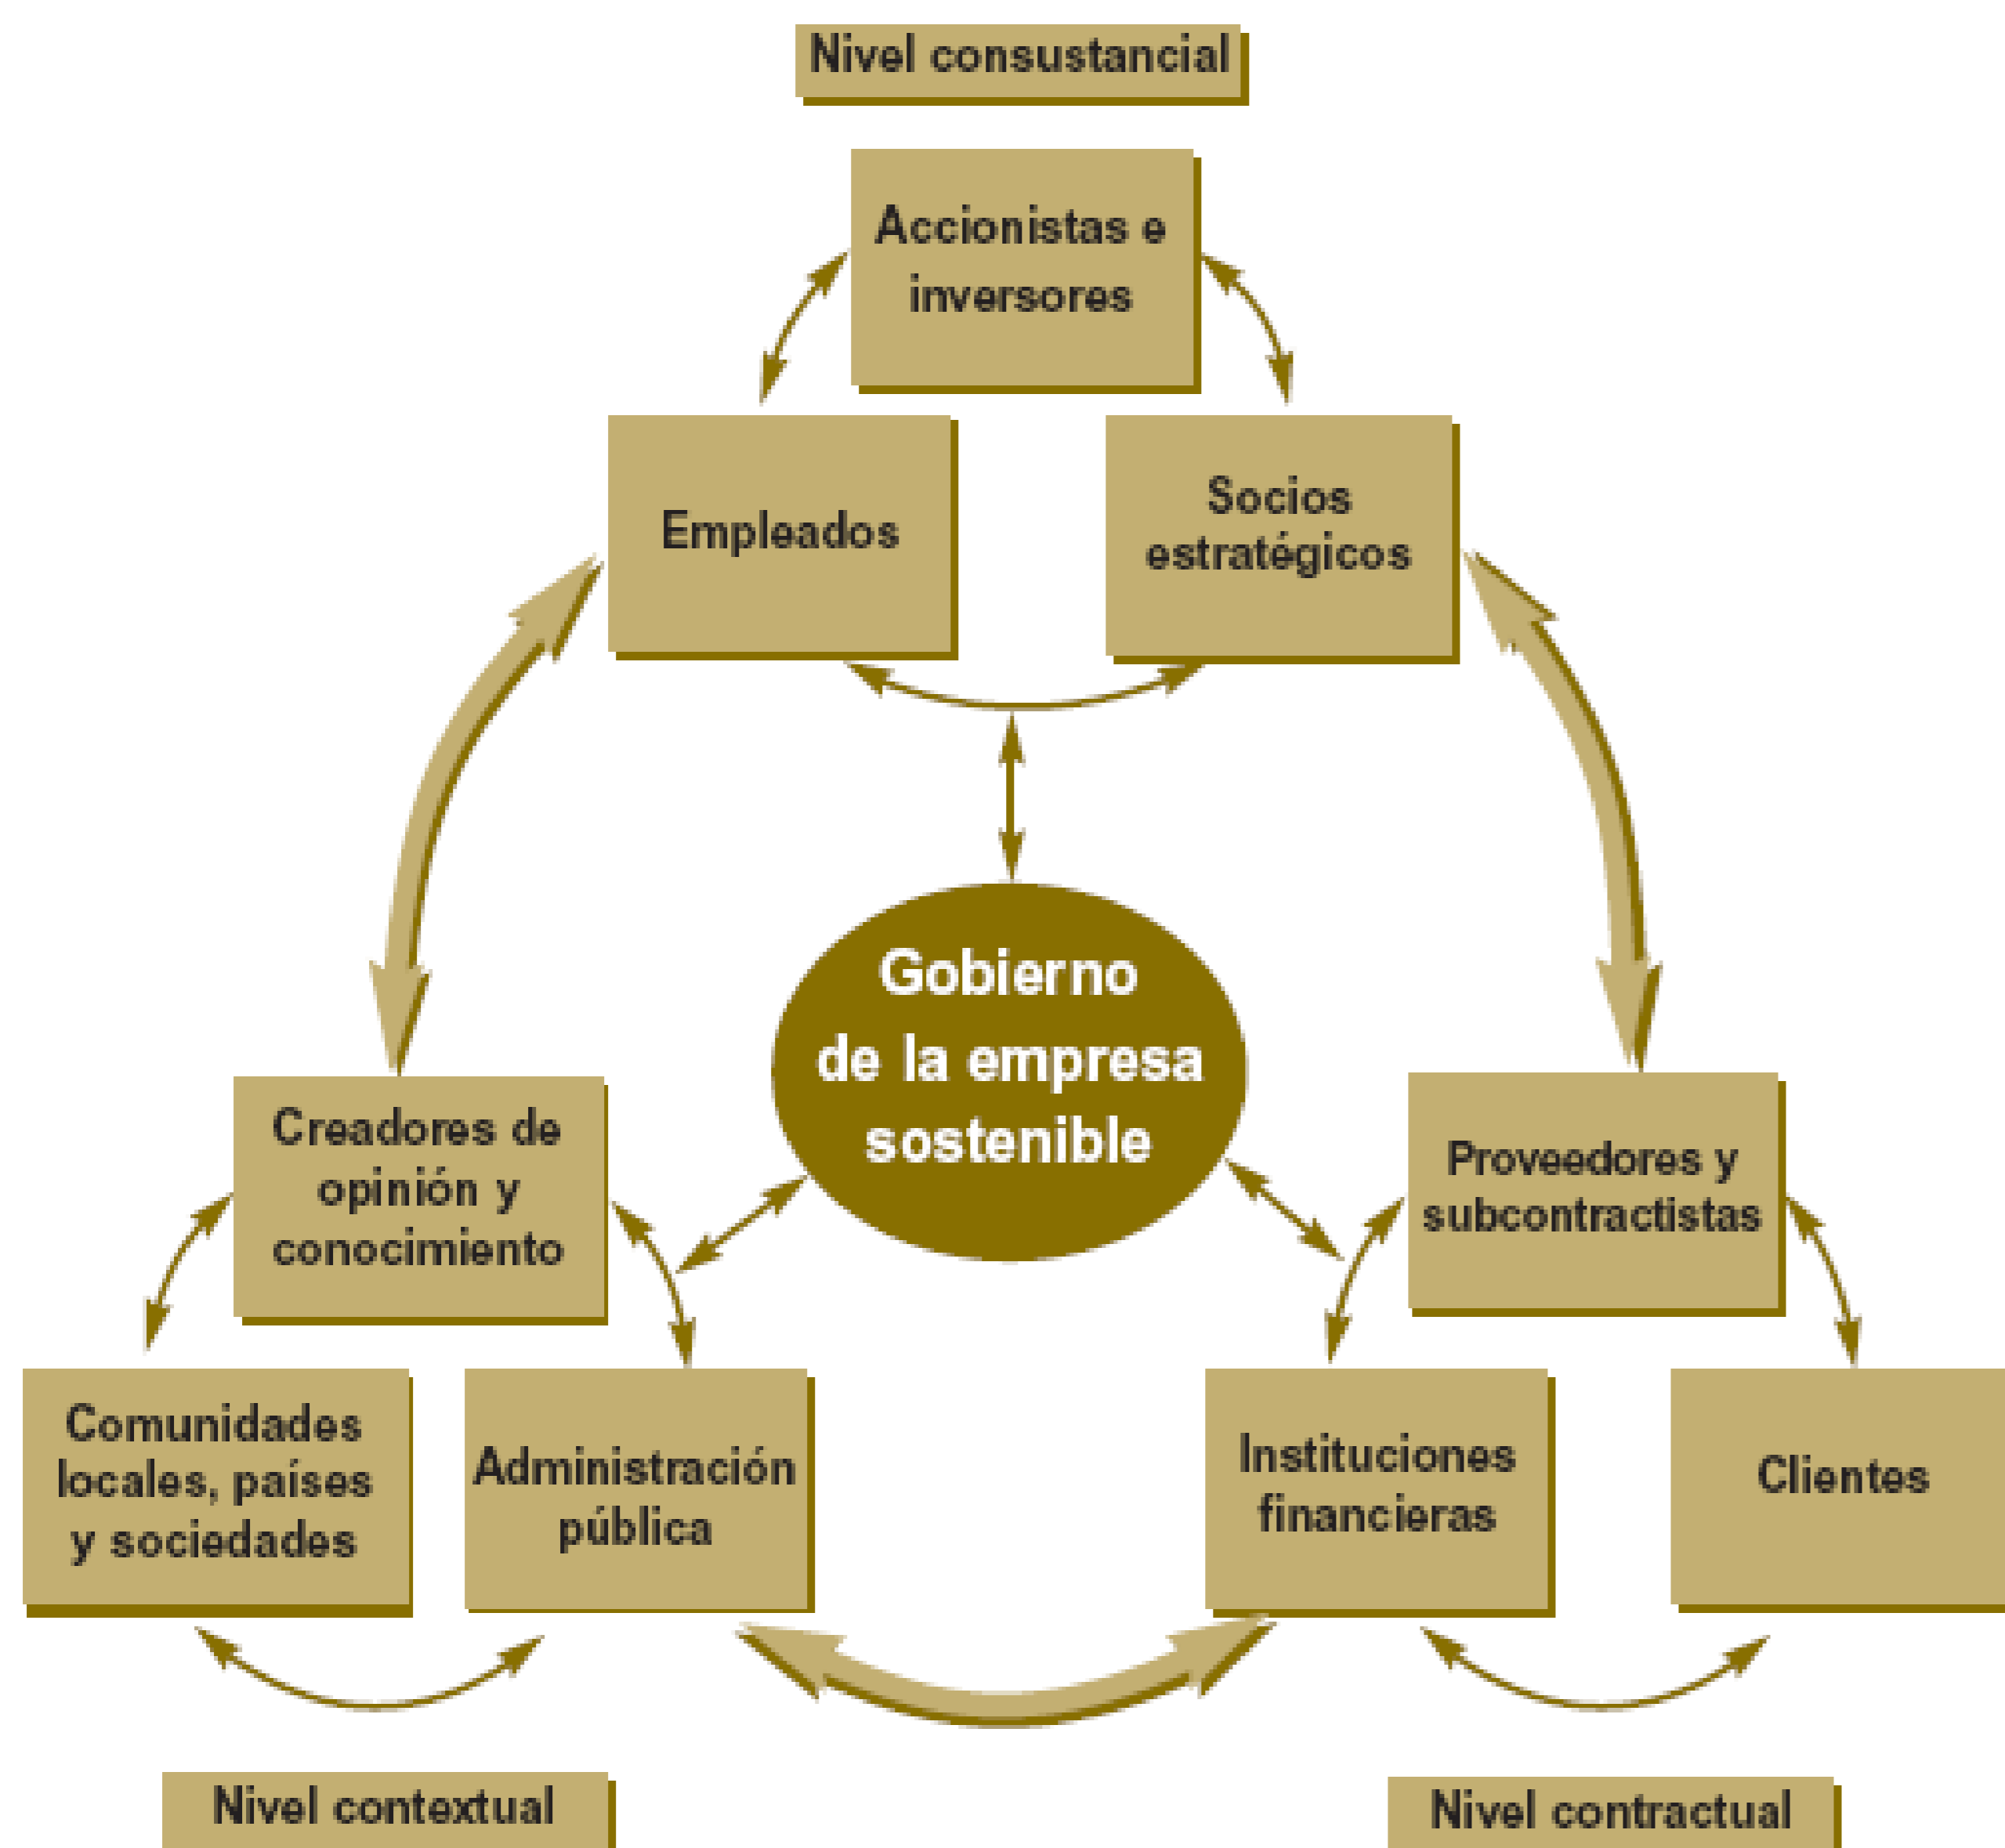 Nivel consustancial
Accionistas e
inversores
Empleados
Socios
estratégicos
Gobierno
de la empresa
sostenible
Creadores de
opinión y
conocimiento
Proveedores y
subcontractistas
Comunidades
locales, países
y sociedades
Administración
pública
Instituciones
financieras
Clientes
Nivel contextual
Nivel contractual